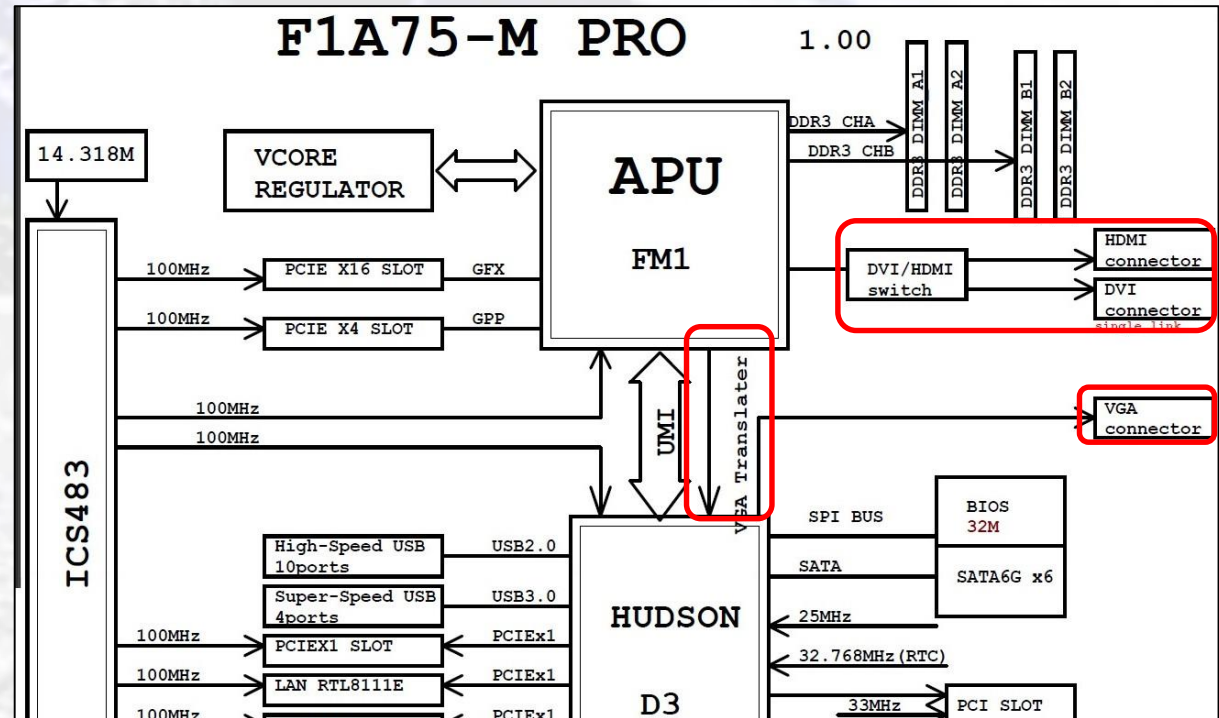 F1A75-M PRO
1.00
14.318M
VCORE
REGULATOR
APU
FM1
DDR3 CHA
DDR3 CHB
DDR3 DIMM A1
DDR3 DIMM A2
DDR3 DIMM B1
DDR3 DIMM B2
DVI/HDMI
switch
HDMI
connector
DVI
connector
single link
100MHz
PCIE X16 SLOT
GFX
100MHz
PCIE X4 SLOT
GPP
100MHz
100MHz
UMI
VGA Translater
VGA
connector
ICS483
High-Speed USB
10ports
USB2.0
Super-Speed USB
4ports
USB3.0
100MHz
PCIEX1 SLOT
PCIEx1
100MHz
LAN RTL8111E
PCIEx1
100MHz
PCIEx1
HUDSON
D3
SPI BUS
BIOS
32M
SATA
SATA6G x6
25MHz
32.768MHz(RTC)
33MHz
PCI SLOT